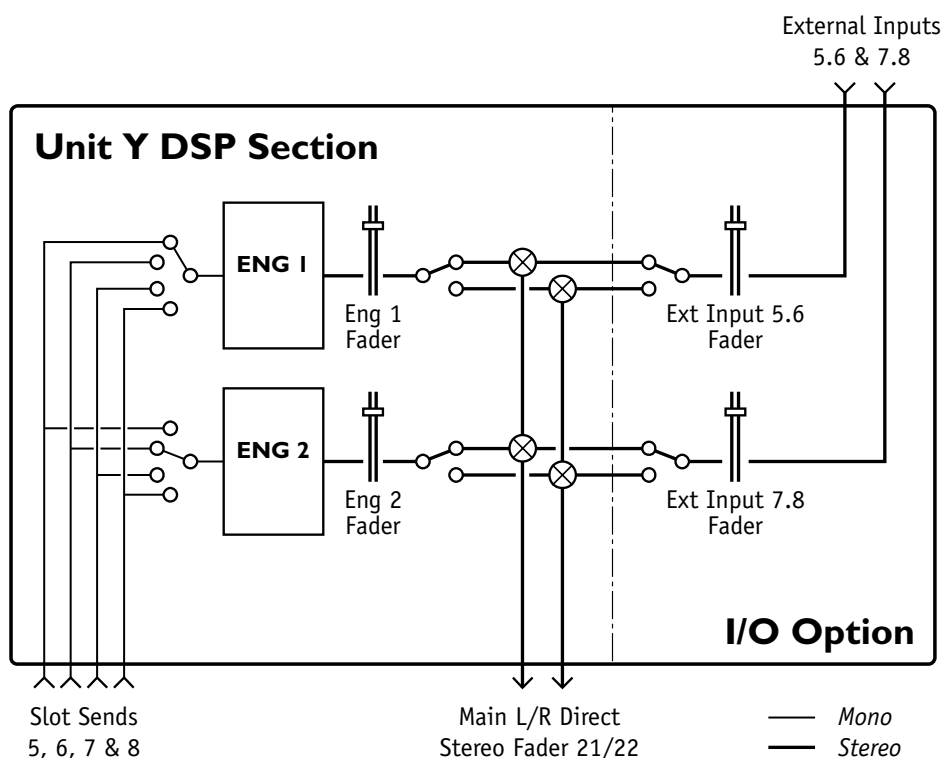 External Inputs
5.6 & 7.8
Unit Y DSP Section
ENG 1
Eng 1
Fader
Ext Input 5.6
Fader
ENG 2
Eng 2
Fader
Ext Input 7.8
Fader
I/O Option
Slot Sends
5, 6, 7 & 8
Main L/R Direct
Stereo Fader 21/22
Mono
Stereo